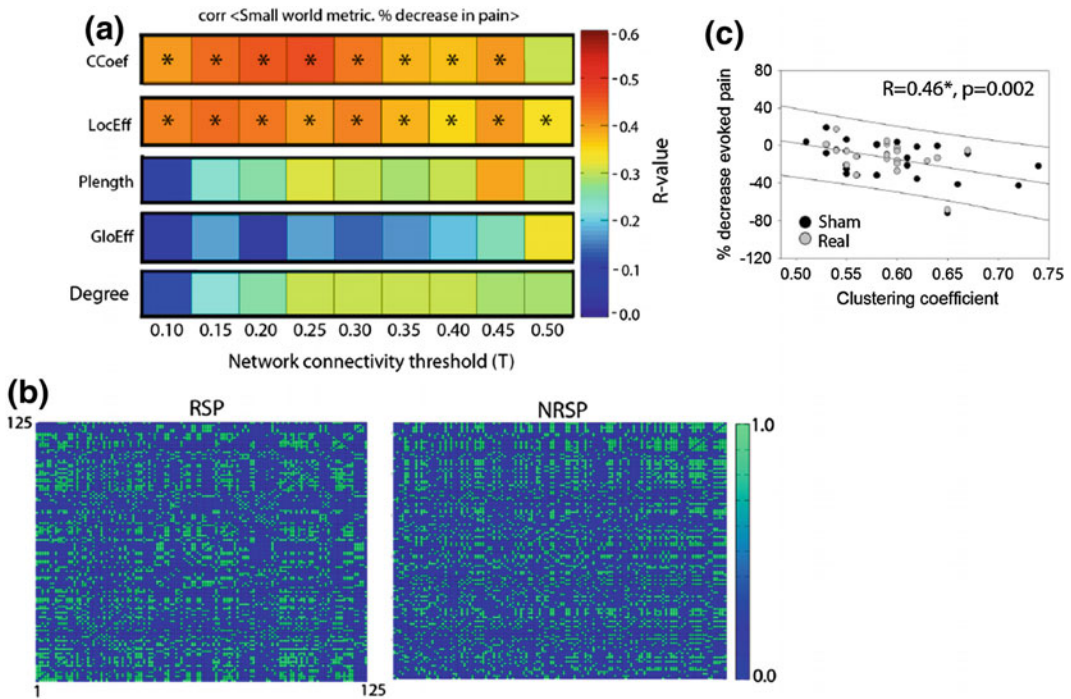 (a)
corr <Small world metric. % decrease in pain>
CCoef
* * * * * * * *
LocEff
* * * * * * * * *
Plength
GloEff
Degree
0.10 0.15 0.20 0.25 0.30 0.35 0.40 0.45 0.50
Network connectivity threshold (T)
-0.6
-0.5
-0.4
-0.3
-0.2
0.1
0.0
R-value
(c)
80
40
0
-40
-80
-120
% decrease evoked pain
R=0.46*, p=0.002
Sham
Real
0.50 0.55 0.60 0.65 0.70 0.75
Clustering coefficient
(b)
RSP
NRSP
125
1
125
1.0
0.0